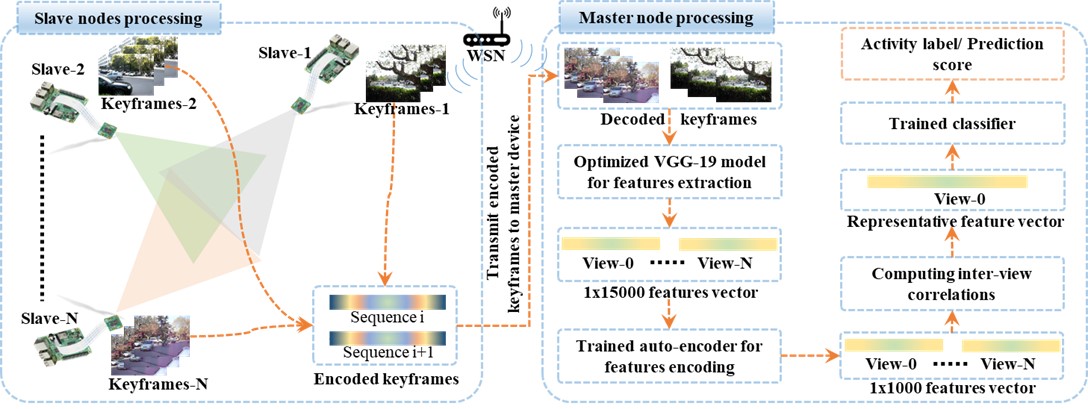 Slave nodes processing
Slave-1
Slave-2
Keyframes-2
Keyframes-1
WSN
Slave-N
Keyframes-N
Sequence i
Sequence i+1
Encoded keyframes
Transmit encoded
keyframes to master device
Master node processing
Decoded keyframes
Optimized VGG-19 model
for features extraction
View-0 View-N
1x15000 features vector
Trained auto-encoder for
features encoding
View-0 View-N
1x1000 features vector
Computing inter-view
correlations
View-0
Representative feature vector
Trained classifier
Activity label/ Prediction
score